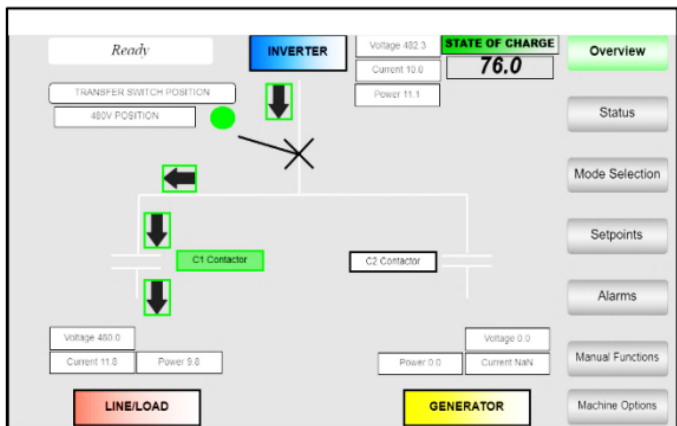 Ready
INVERTER
Voltage 482.3
STATE OF CHARGE
Overview
Current 10.0
76.0
Power 11.1
TRANSFER SWITCH POSITION
480V POSITION
Status
Mode Selection
Setpoints
C1 Contactor
C2 Contactor
Alarms
Voltage 480.0
Voltage 0.0
Current 11.8
Power 9.8
Power 0.0
Current NaN
Manual Functions
LINE/LOAD
GENERATOR
Machine Options